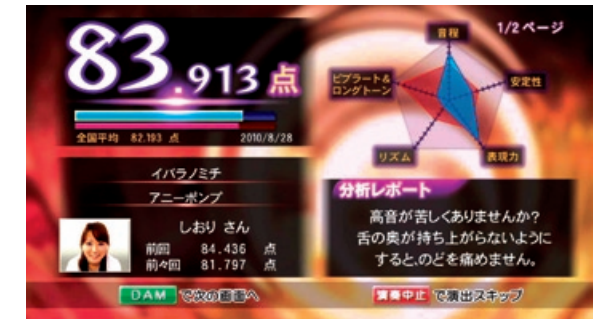 83.913 点
1/2 ページ
音程
ビブラート&
ロングトーン
安定性
リズム
表現力
全国平均 82.193 点 2010/8/28
イバラノミチ
アニーポンプ
しおり さん
前回 84.436 点
前々回 81.797 点
分析レポート
高音が苦しくありませんか?
舌の奥が持ち上がらないように
すると、のどを痛めません。
DAM で次の画面へ
演奏中止 で演出スキップ